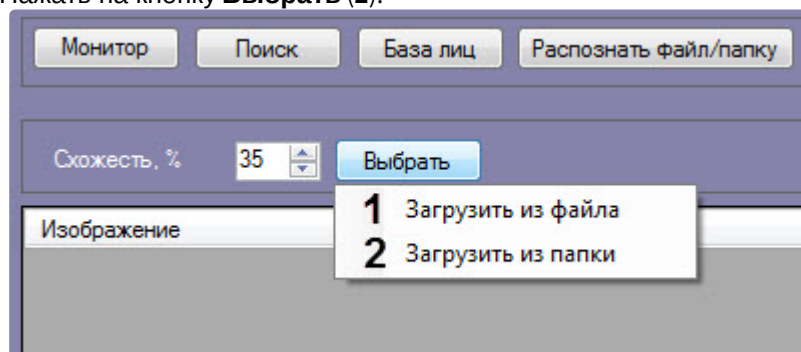 Нажать на кнопку Выбрать (2).
Монитор Поиск База лиц Распознать файл/папку
Схожесть, % 35 Выбрать
1 Загрузить из файла
Изображение
2 Загрузить из папки